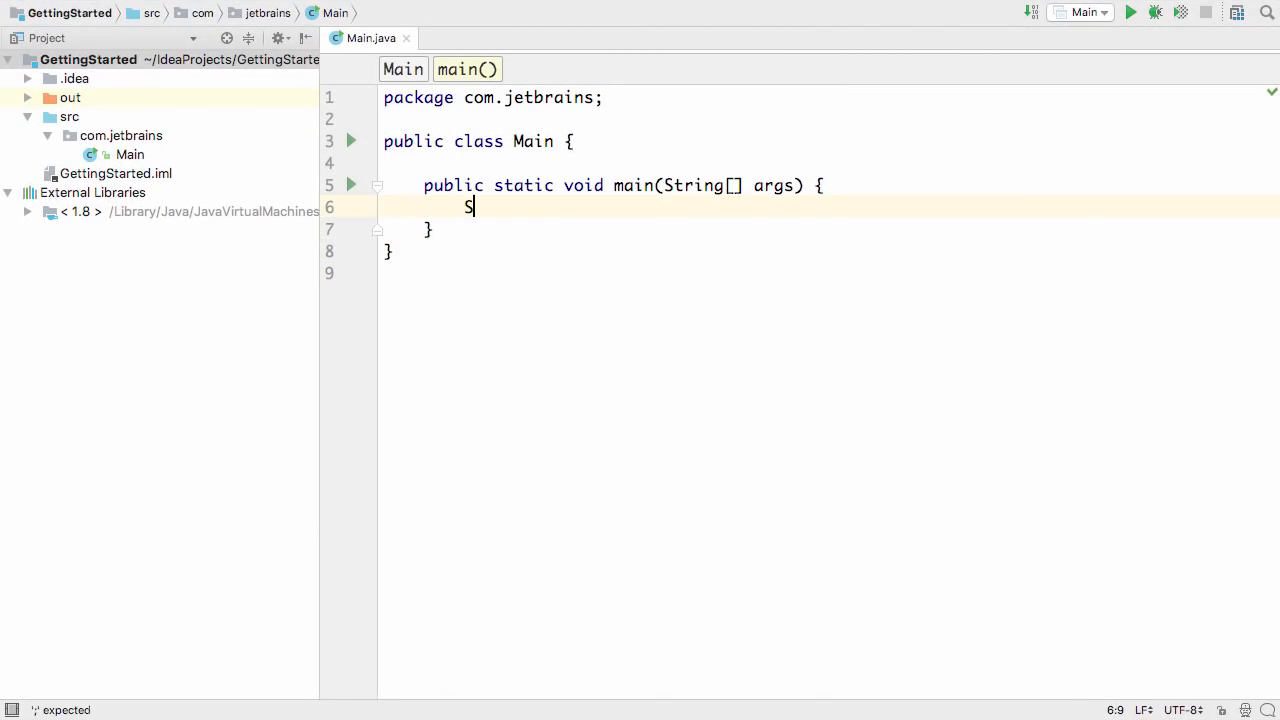 GettingStarted src com jetbrains Main Main
Project Main.java
GettingStarted ~/IdeaProjects/GettingStarte
.idea
out
src
com.jetbrains
Main
GettingStarted.iml
External Libraries
< 1.8 > /Library/Java/JavaVirtualMachines
Main main()
1 package com.jetbrains;
2
3 public class Main {
4
5 public static void main(String[] args) {
6 S
7 }
8 }
9
';' expected 6:9 LF UTF-8